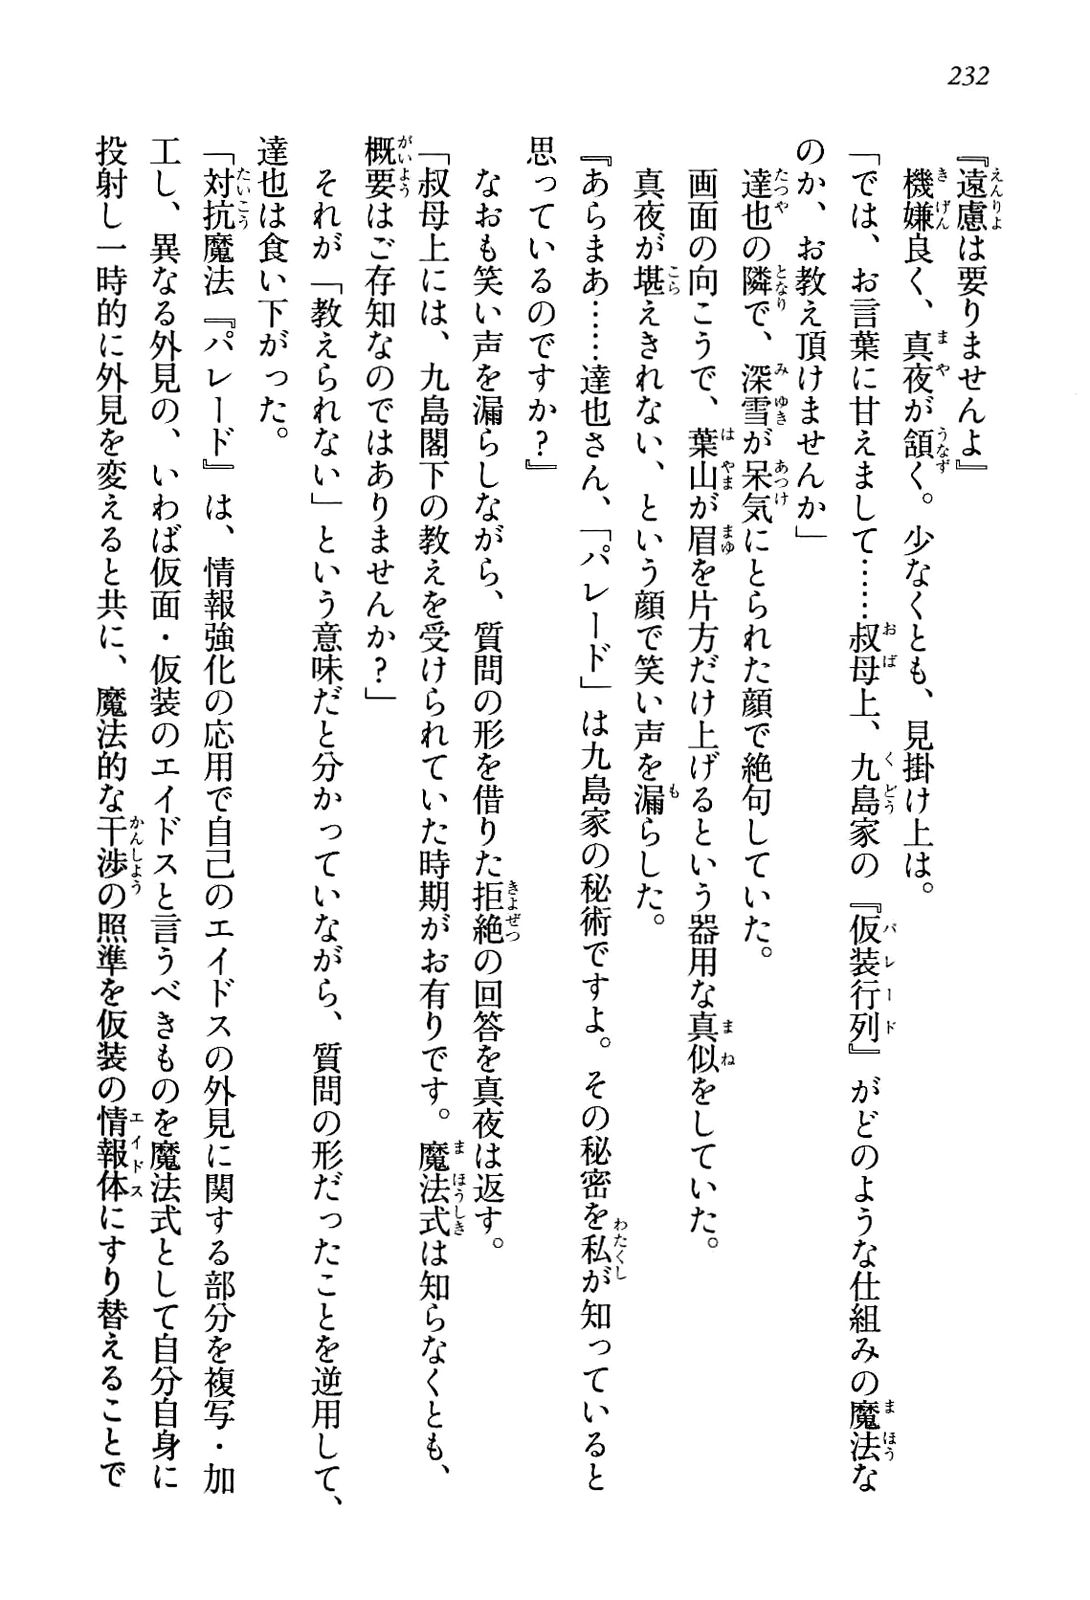 232
『遠慮は要りませんよ』
機嫌良く、真夜が頷く。少なくとも、見掛け上は。
「では、お言葉に甘えまして……叔母上、九島家の『仮装行列』がどのような仕組みの魔法な
のか、お教え頂けませんか」
達也の隣で、深雪が呆気にとられた顔で絶句していた。
画面の向こうで、葉山が眉を片方だけ上げるという器用な真似をしていた。
真夜が堪えきれない、という顔で笑い声を漏らした。
『あらまあ……達也さん、「パレード」は九島家の秘術ですよ。その秘密を私が知っていると
思っているのですか？』
なおも笑い声を漏らしながら、質問の形を借りた拒絶の回答を真夜は返す。
「叔母上には、九島閣下の教えを受けられていた時期がお有りです。魔法式は知らなくとも、
概要はご存知なのではありませんか？」
それが「教えられない」という意味だと分かっていながら、質問の形だったことを逆用して、
達也は食い下がった。
「対抗魔法『パレード』は、情報強化の応用で自己のエイドスの外見に関する部分を複写・加
工し、異なる外見の、いわば仮面・仮装のエイドスと言うべきものを魔法式として自分自身に
投射し一時的に外見を変えると共に、魔法的な干渉の照準を仮装の情報体にすり替えることで